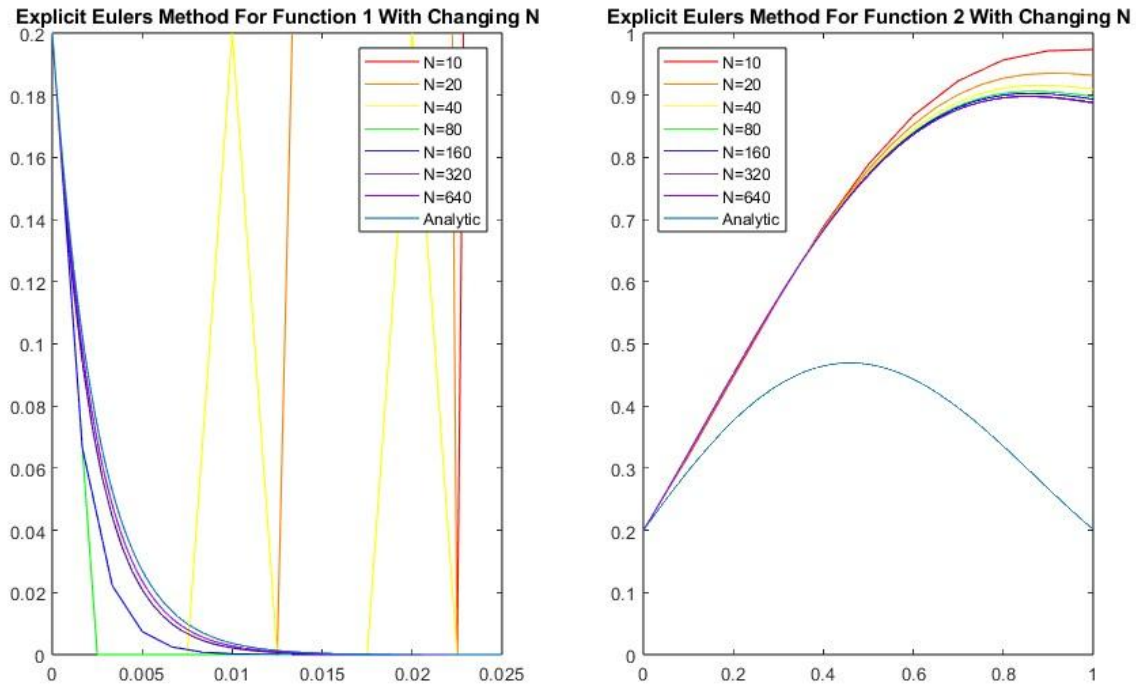 Explicit Eulers Method For Function 1 With Changing N
0.2
0.18
0.16
0.14
0.12
0.1
0.08
0.06
0.04
0.02
0
0
0.005
0.01
0.015
0.02
0.025
N=10
N=20
N=40
N=80
N=160
N=320
N=640
Analytic
Explicit Eulers Method For Function 2 With Changing N
1
0.9
0.8
0.7
0.6
0.5
0.4
0.3
0.2
0.1
0
0
0.2
0.4
0.6
0.8
1
N=10
N=20
N=40
N=80
N=160
N=320
N=640
Analytic